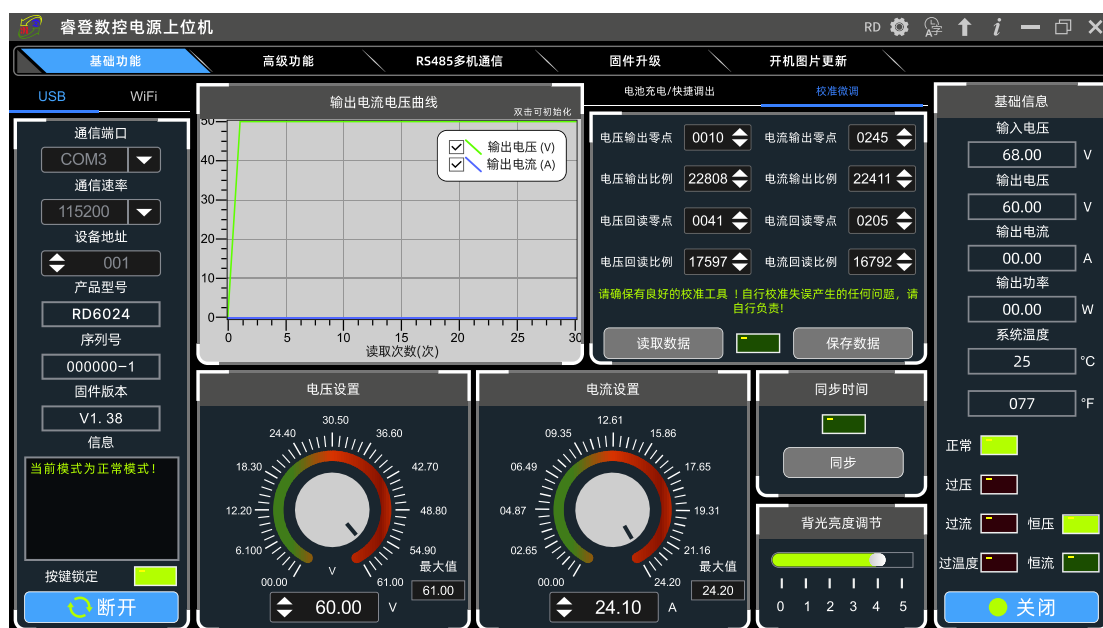 睿登数控电源上位机
RD
基础功能
高级功能
RS485多机通信
固件升级
开机图片更新
USB
WiFi
通信端口
COM3
通信速率
115200
设备地址
001
产品型号
RD6024
序列号
000000-1
固件版本
V1.38
信息
当前模式为正常模式!
按键锁定
断开
输出电流电压曲线
双击可初始化
50
40
30
20
10
0
输出电压 (V)
输出电流 (A)
0 5 10 15 20 25 30
读取次数(次)
电池充电/快捷调出
校准微调
电压输出零点 0010 电流输出零点 0245
电压输出比例 22808 电流输出比例 22411
电压回读零点 0041 电流回读零点 0205
电压回读比例 17597 电流回读比例 16792
请确保有良好的校准工具 ！自行校准失误产生的任何问题，请
自行负责!
读取数据
保存数据
电压设置
00.00
6.100
12.20
18.30
24.40
30.50
36.60
42.70
48.80
54.90
61.00
V
最大值
61.00
60.00 V
电流设置
00.00
02.65
04.87
06.49
09.35
12.61
15.86
17.65
19.31
21.16
24.20
最大值
24.20
24.10 A
同步时间
同步
背光亮度调节
0 1 2 3 4 5
基础信息
输入电压
68.00 V
输出电压
60.00 V
输出电流
00.00 A
输出功率
00.00 W
系统温度
25 °C
077 °F
正常
过压
过流 恒压
过温度 恒流
关闭